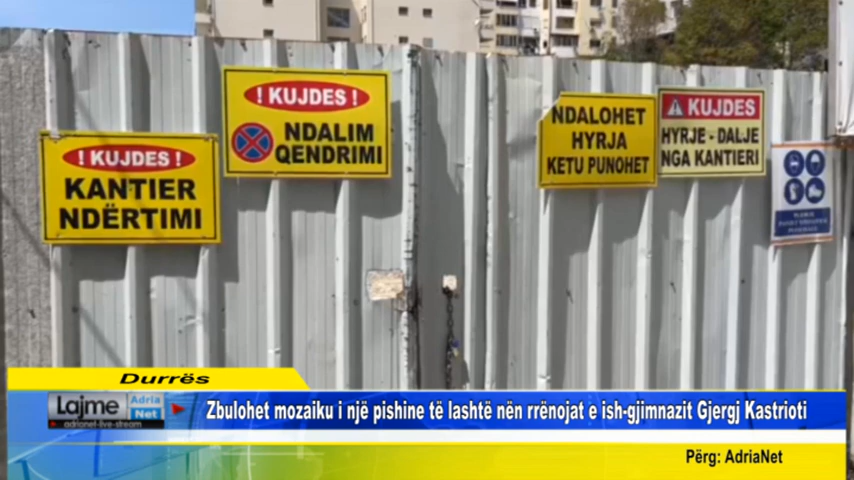 ! KUJDES !
KANTIER
NDËRTIMI
! KUJDES !
NDALIM
QENDRIMI
NDALOHET
HYRJA
KETU PUNOHET
KUJDES
HYRJE - DALJE
NGA KANTIERI
Durrës
Lajme Adria
Net
adrianet-live-stream
Zbulohet mozaiku i një pishine të lashtë nën rrënojat e ish-gjimnazit Gjergj Kastrioti
Përg: AdriaNet